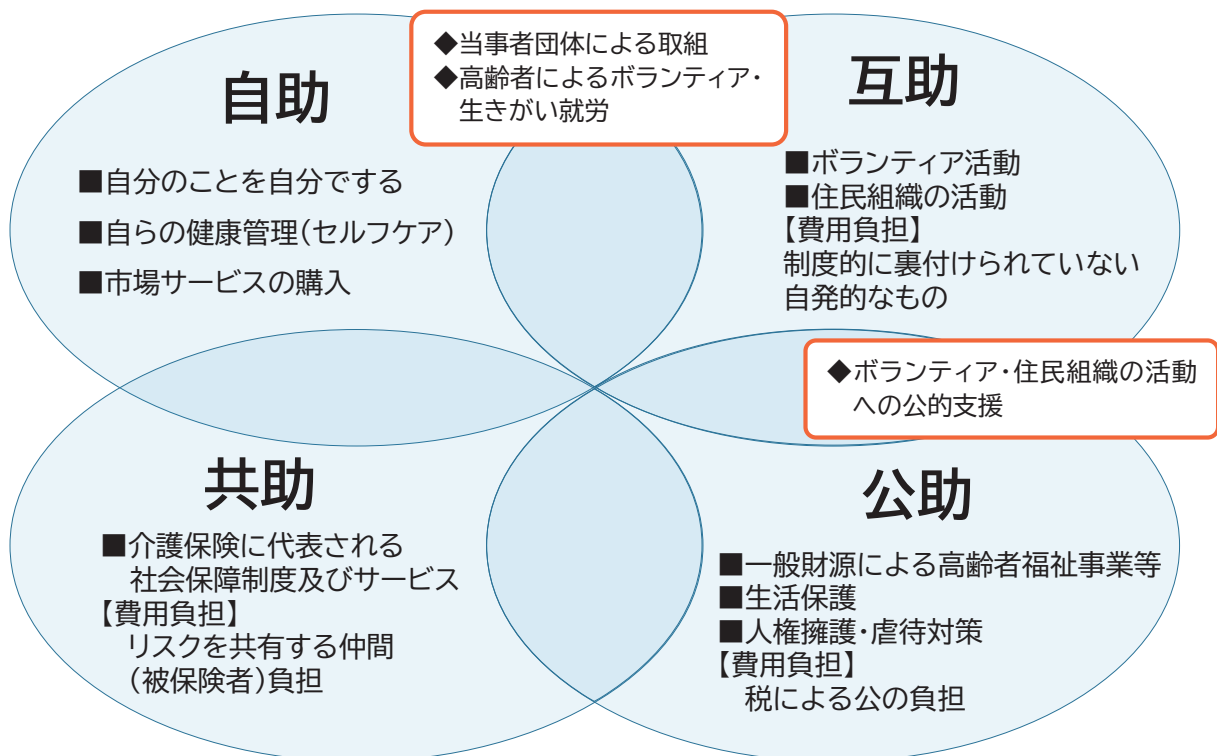 ◆当事者団体による取組
◆高齢者によるボランティア・
生きがい就労
自助
■自分のことを自分でする
■自らの健康管理(セルフケア)
■市場サービスの購入
互助
■ボランティア活動
■住民組織の活動
【費用負担】
制度的に裏付けられていない
自発的なもの
◆ボランティア・住民組織の活動
への公的支援
共助
■介護保険に代表される
社会保障制度及びサービス
【費用負担】
リスクを共有する仲間
(被保険者)負担
公助
■一般財源による高齢者福祉事業等
■生活保護
■人権擁護・虐待対策
【費用負担】
税による公の負担